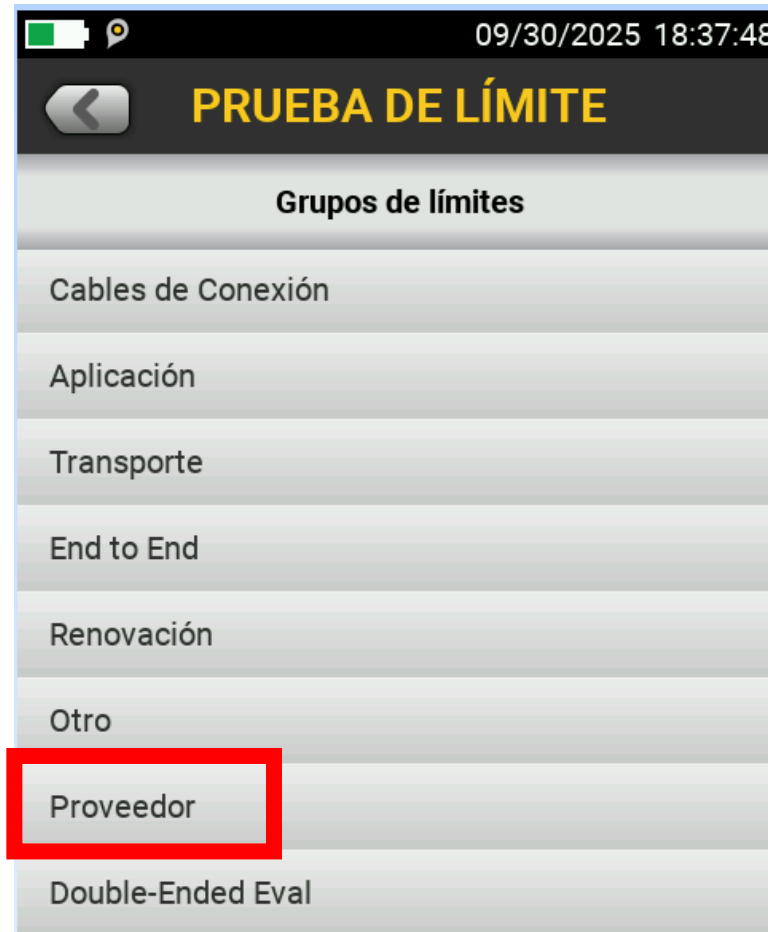 09/30/2025 18:37:48
PRUEBA DE LÍMITE
Grupos de límites
Cables de Conexión
Aplicación
Transporte
End to End
Renovación
Otro
Proveedor
Double-Ended Eval